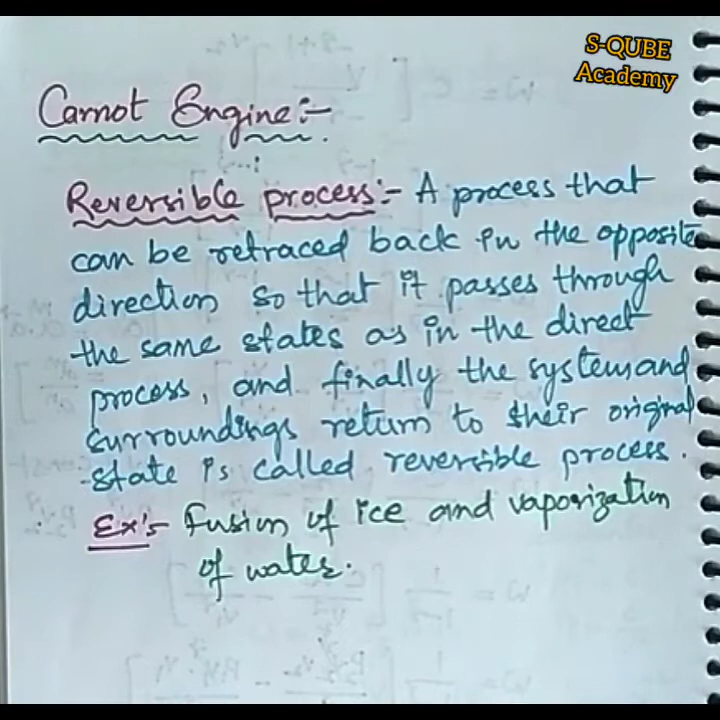 S-QUBE
Academy
Carnot Engine:-
Reversible process:- A process that
can be retraced back in the opposite
direction so that it passes through
the same states as in the direct
process, and finally the system and
surroundings return to their original
state is called reversible process.
Ex:- Fusion of ice and vaporization
of water.